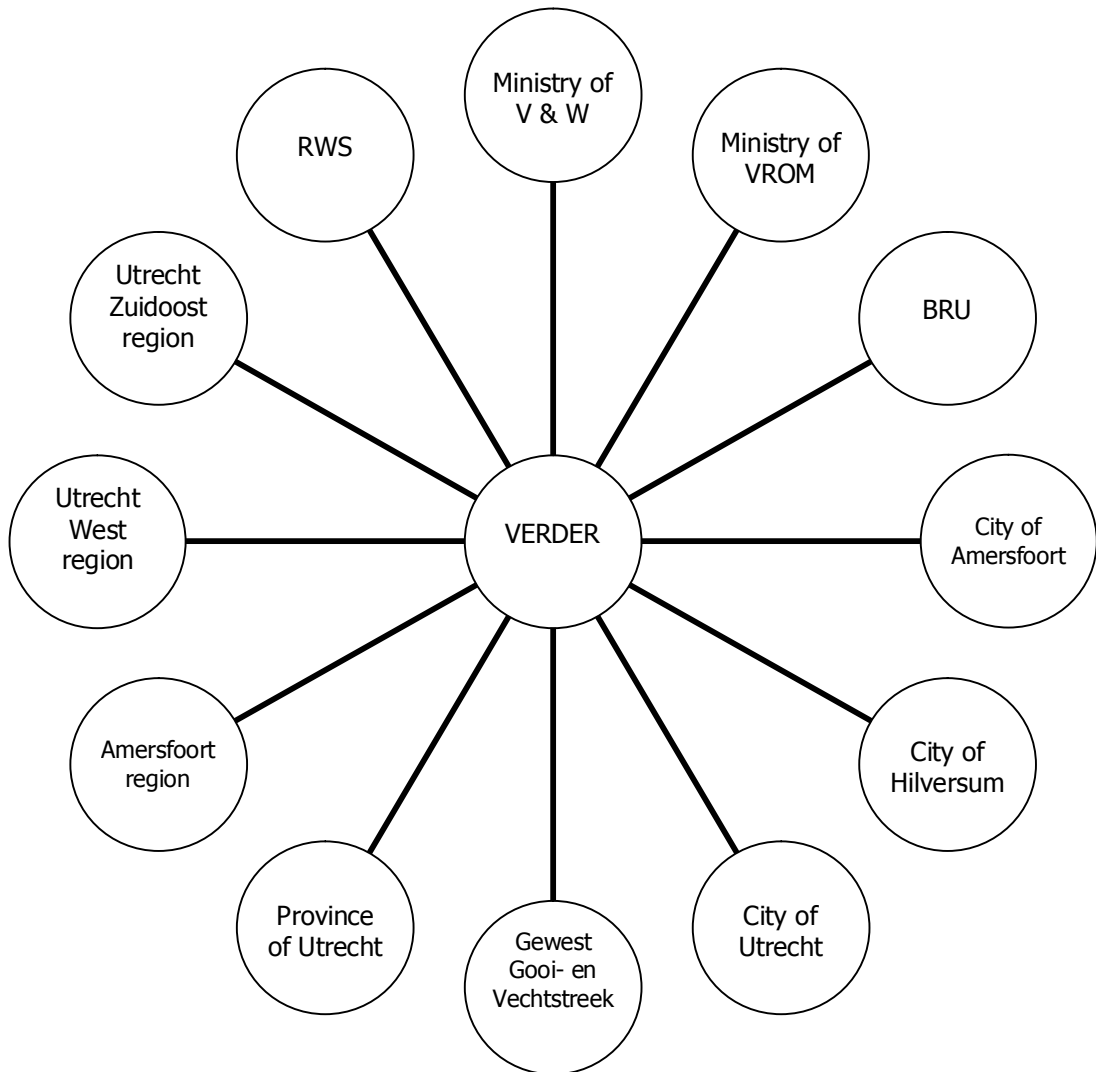 Ministry of
V & W
Ministry of
VROM
BRU
City of
Amersfoort
City of
Hilversum
City of
Utrecht
Gewest
Gooi- en
Vechtstreek
Province
of Utrecht
Amersfoort
region
Utrecht
West
region
Utrecht
Zuidoost
region
RWS
VERDER